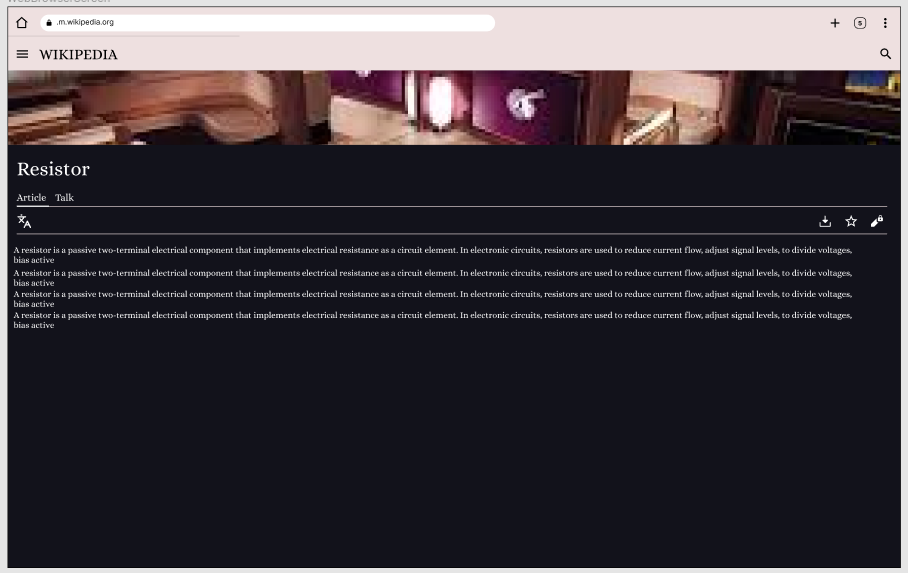 WebBrowserScreen
.m.wikipedia.org
5
WIKIPEDIA
Resistor
Article Talk
A resistor is a passive two-terminal electrical component that implements electrical resistance as a circuit element. In electronic circuits, resistors are used to reduce current flow, adjust signal levels, to divide voltages,
bias active
A resistor is a passive two-terminal electrical component that implements electrical resistance as a circuit element. In electronic circuits, resistors are used to reduce current flow, adjust signal levels, to divide voltages,
bias active
A resistor is a passive two-terminal electrical component that implements electrical resistance as a circuit element. In electronic circuits, resistors are used to reduce current flow, adjust signal levels, to divide voltages,
bias active
A resistor is a passive two-terminal electrical component that implements electrical resistance as a circuit element. In electronic circuits, resistors are used to reduce current flow, adjust signal levels, to divide voltages,
bias active